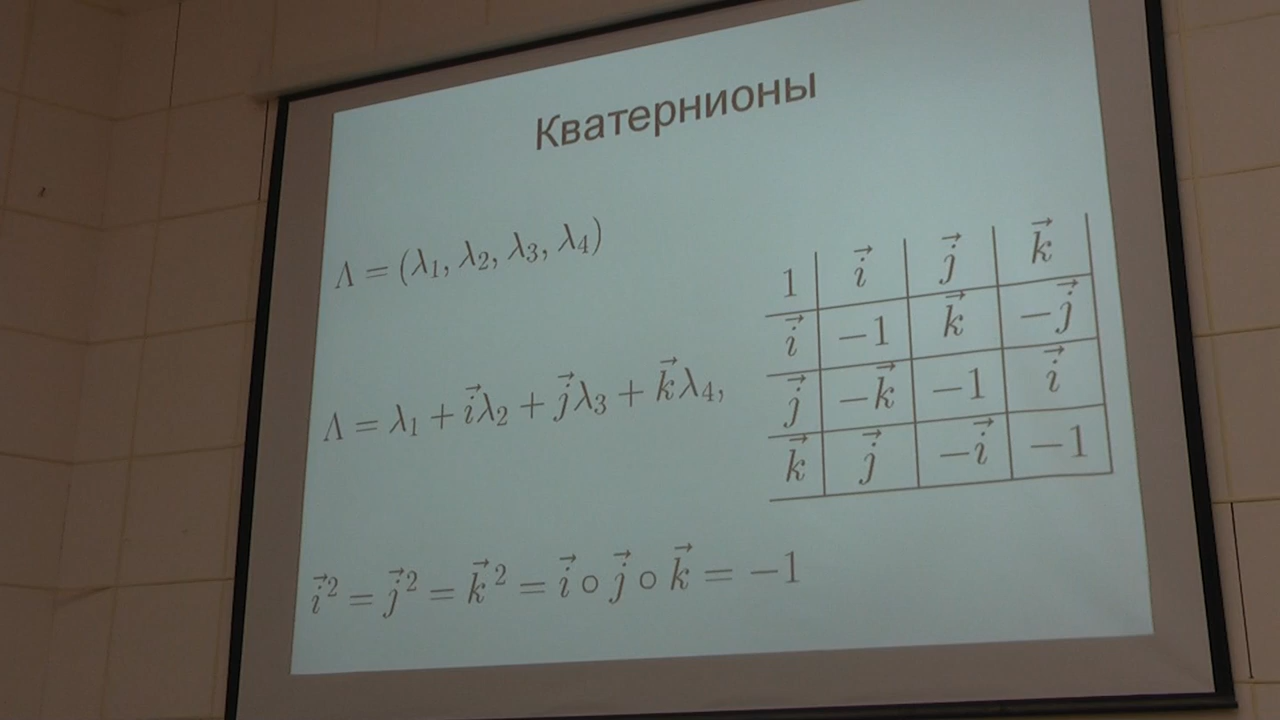 Кватернионы
Λ = (λ₁, λ₂, λ₃, λ₄)
Λ = λ₁ + i⃗λ₂ + j⃗λ₃ + k⃗λ₄,
1 | i⃗ | j⃗ | k⃗
i⃗ | −1 | k⃗ | −j⃗
j⃗ | −k⃗ | −1 | i⃗
k⃗ | j⃗ | −i⃗ | −1
i⃗² = j⃗² = k⃗² = i⃗ ∘ j⃗ ∘ k⃗ = −1